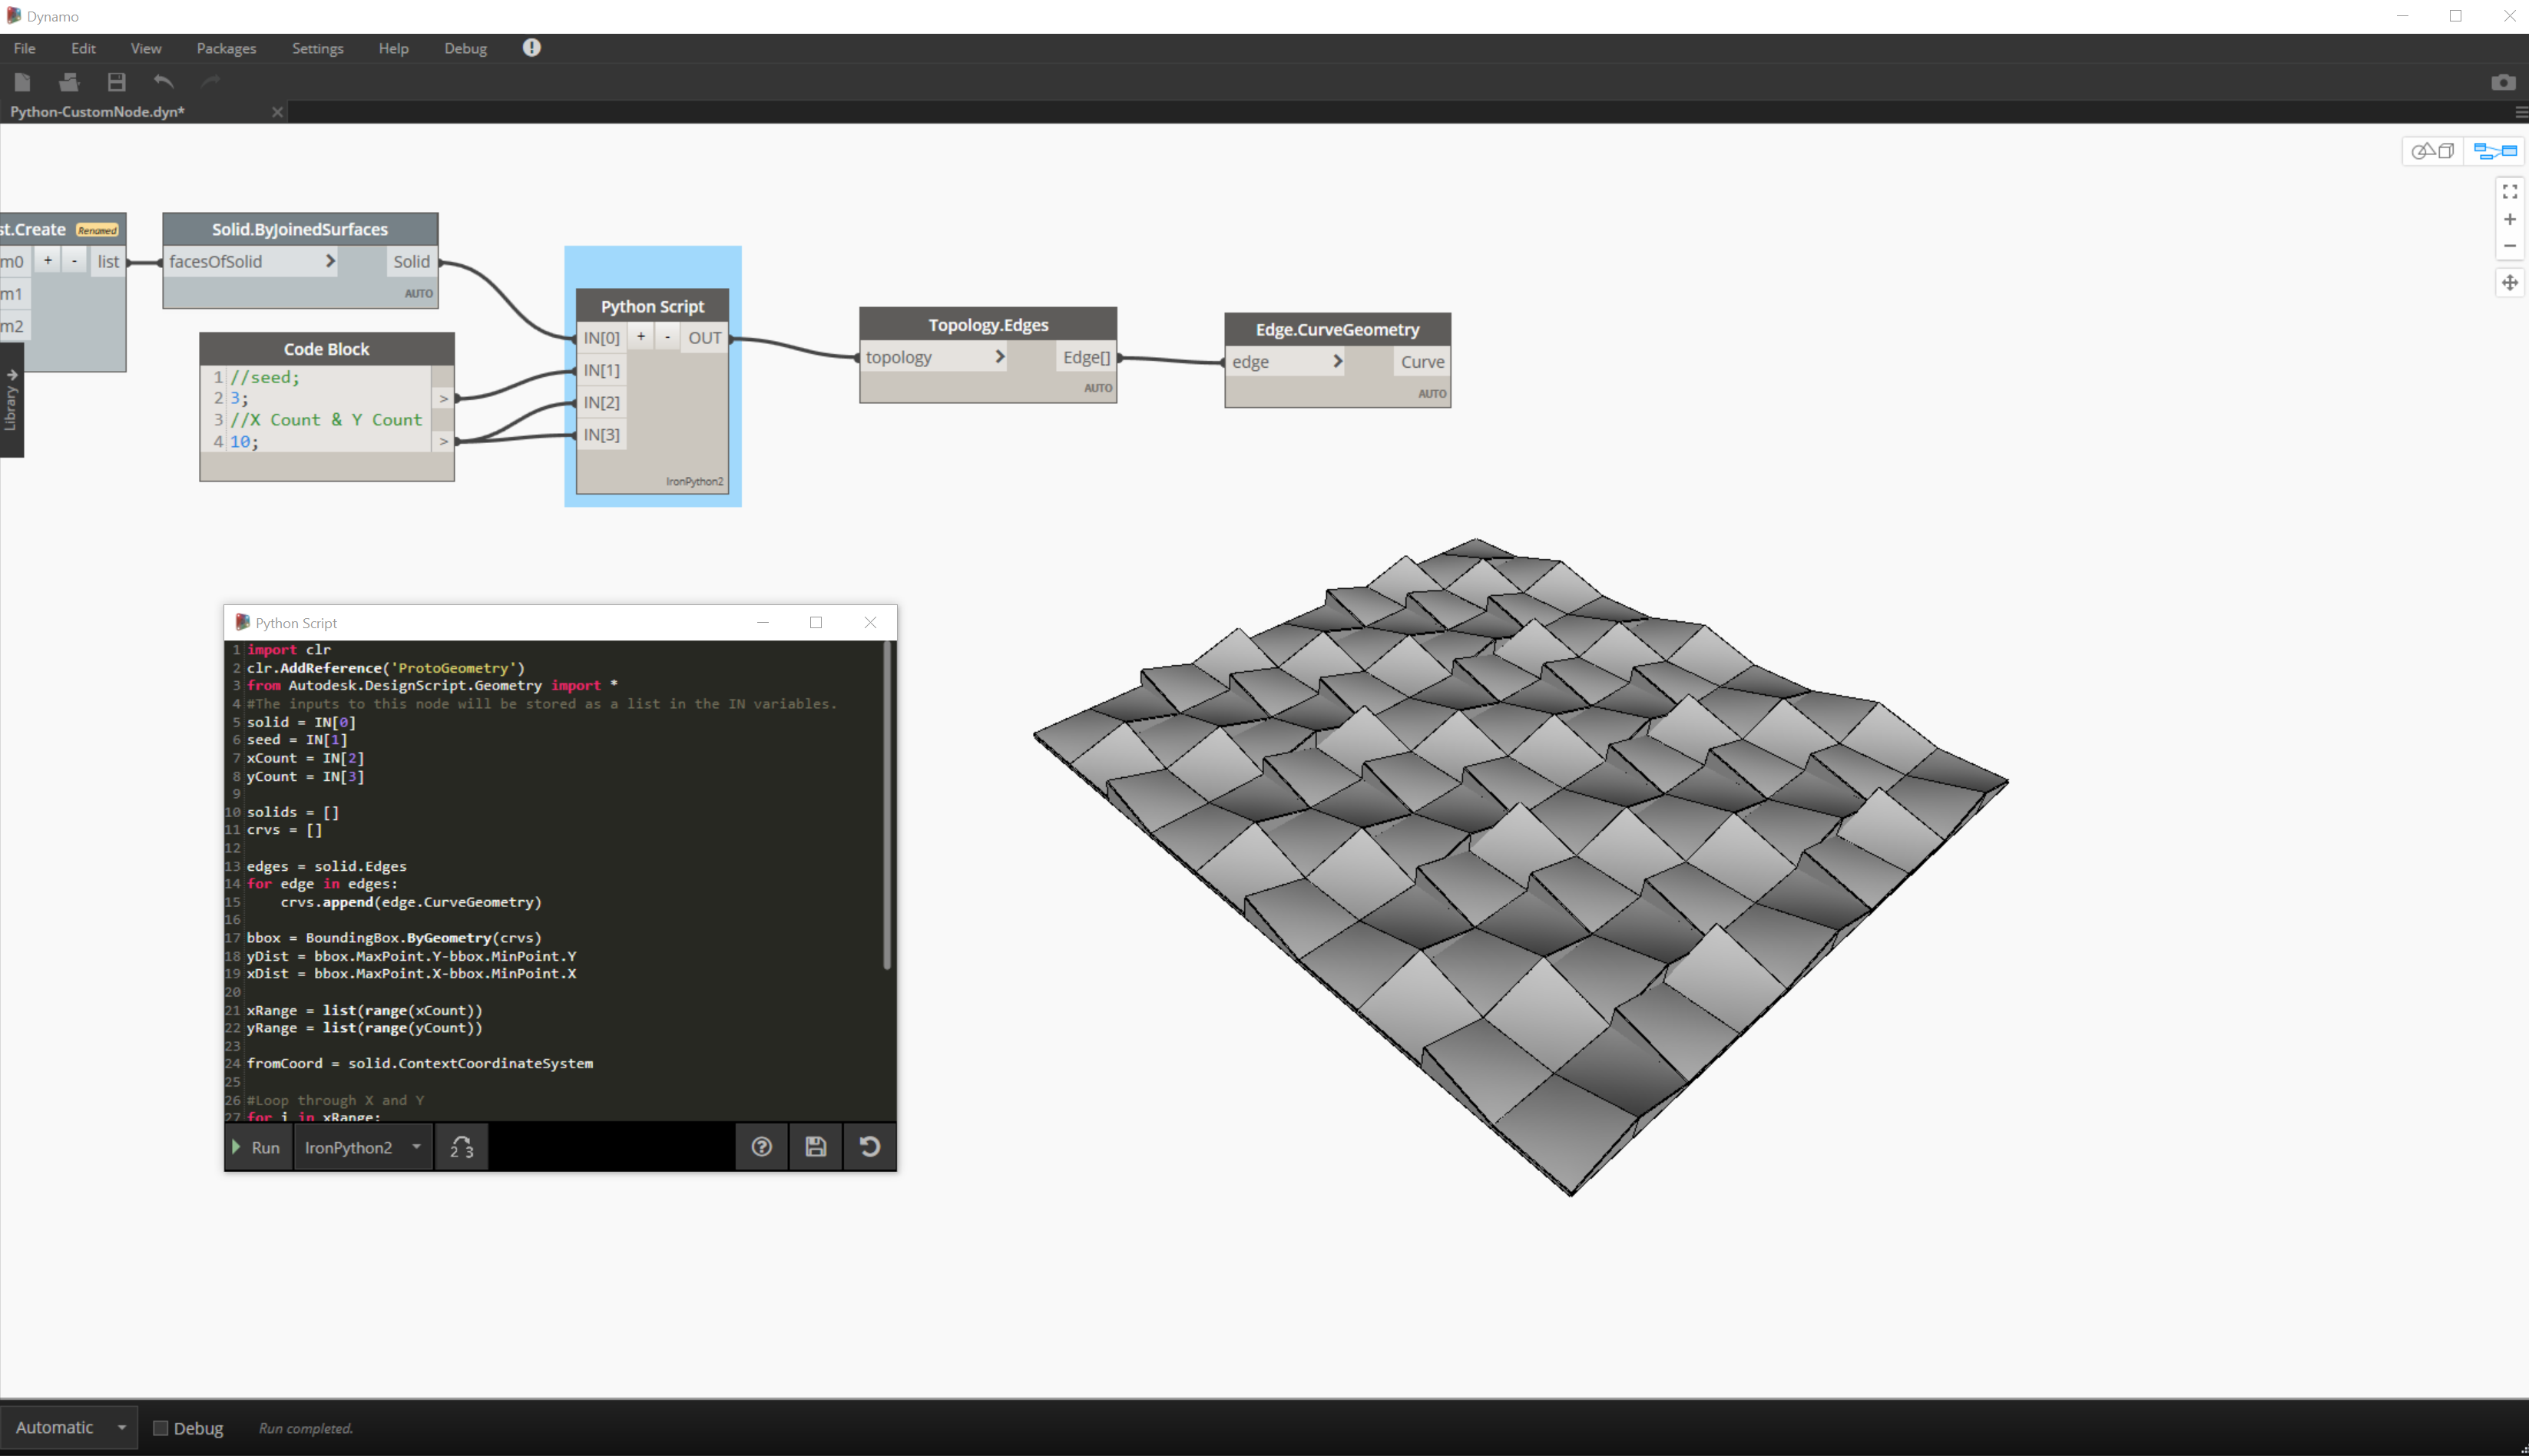 Dynamo
File Edit View Packages Settings Help Debug
Python-CustomNode.dyn*
st.Create Renamed
m0 + - list
m1
m2
Library
Solid.ByJoinedSurfaces
facesOfSolid > Solid
AUTO
Code Block
1 //seed;
2 3; >
3 //X Count & Y Count
4 10; >
Python Script
IN[0] + - OUT
IN[1]
IN[2]
IN[3]
IronPython2
Topology.Edges
topology > Edge[]
AUTO
Edge.CurveGeometry
edge > Curve
AUTO
Python Script
1 import clr
2 clr.AddReference('ProtoGeometry')
3 from Autodesk.DesignScript.Geometry import *
4 #The inputs to this node will be stored as a list in the IN variables.
5 solid = IN[0]
6 seed = IN[1]
7 xCount = IN[2]
8 yCount = IN[3]
9
10 solids = []
11 crvs = []
12
13 edges = solid.Edges
14 for edge in edges:
15 crvs.append(edge.CurveGeometry)
16
17 bbox = BoundingBox.ByGeometry(crvs)
18 yDist = bbox.MaxPoint.Y-bbox.MinPoint.Y
19 xDist = bbox.MaxPoint.X-bbox.MinPoint.X
20
21 xRange = list(range(xCount))
22 yRange = list(range(yCount))
23
24 fromCoord = solid.ContextCoordinateSystem
25
26 #Loop through X and Y
27 for i in xRange:
Run IronPython2 2 3
Automatic Debug Run completed.